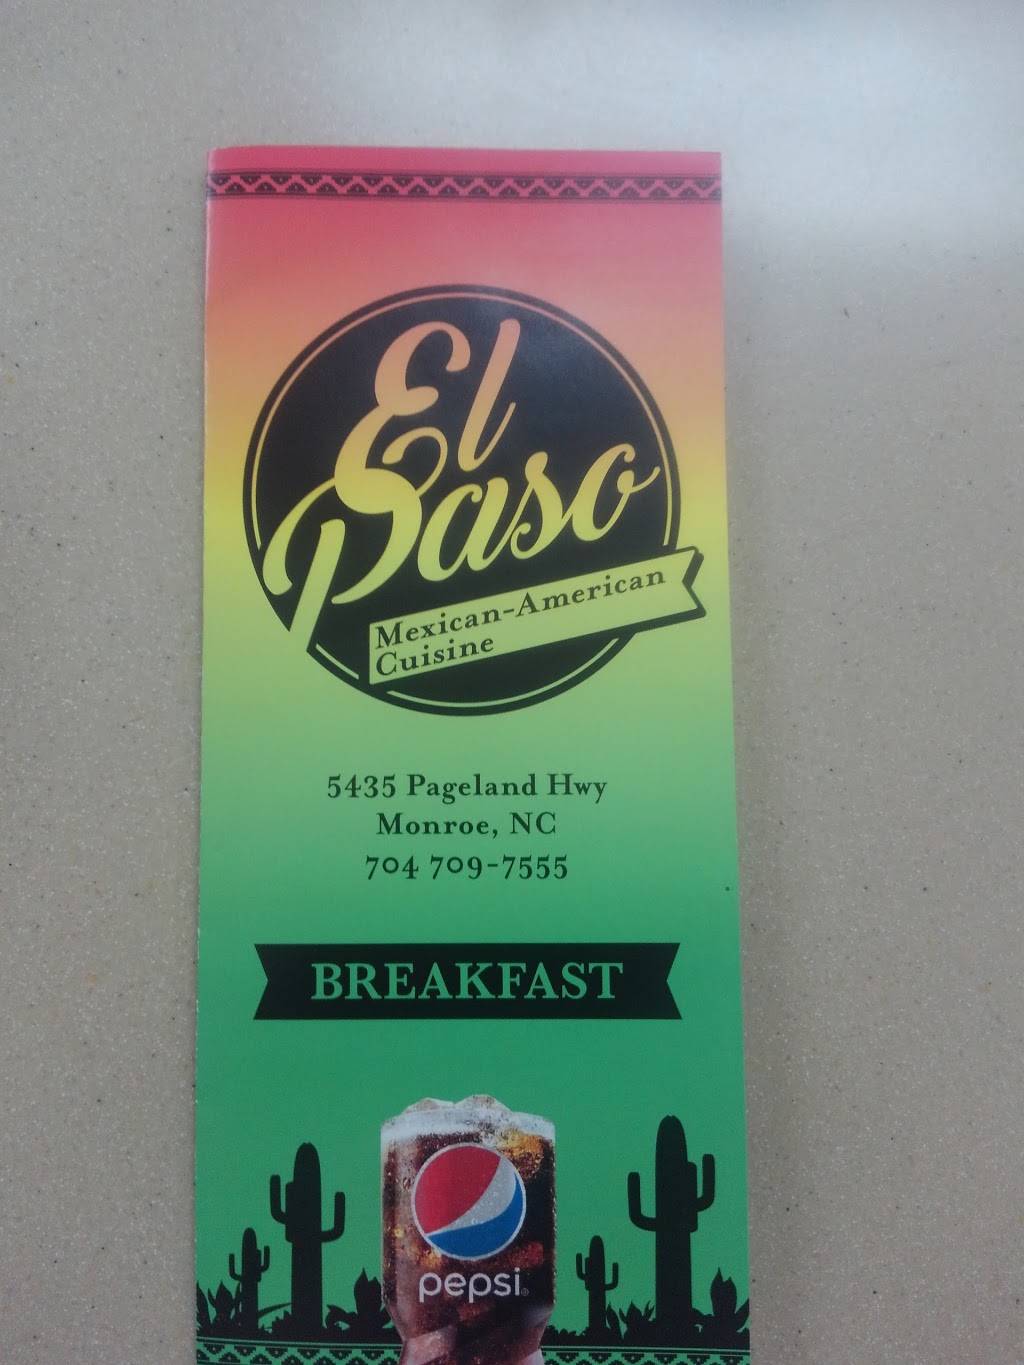 El
Paso
Mexican-American
Cuisine
5435 Pageland Hwy
Monroe, NC
704 709-7555
BREAKFAST
pepsi®